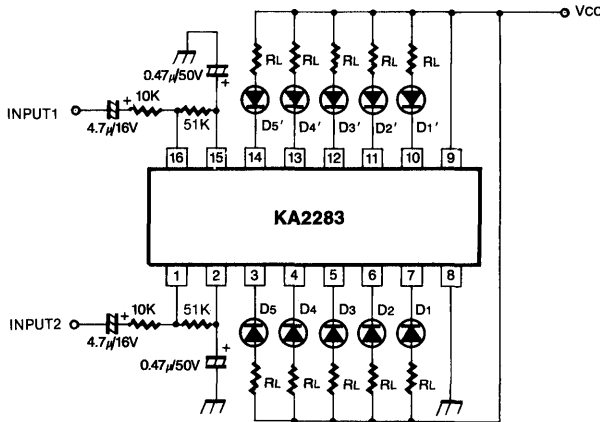 VCC
0.47μ/50V + RL RL RL RL RL
INPUT1 + 10K
4.7μ/16V 51K D5' D4' D3' D2' D1'
16 15 14 13 12 11 10 9
KA2283
1 2 3 4 5 6 7 8
10K 51K D5 D4 D3 D2 D1
INPUT2 +
4.7μ/16V +
0.47μ/50V RL RL RL RL RL